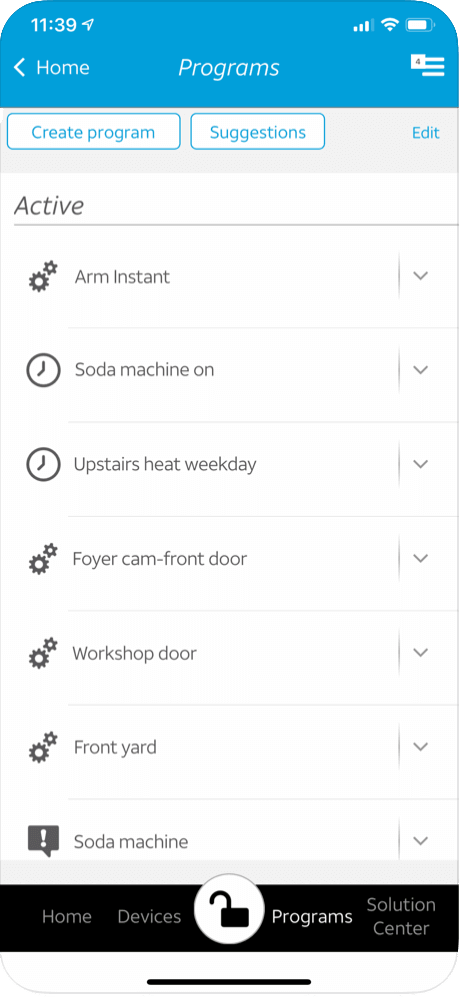 11:39
Home
Programs
4
Create program
Suggestions
Edit
Active
Arm Instant
Soda machine on
Upstairs heat weekday
Foyer cam-front door
Workshop door
Front yard
Soda machine
Home
Devices
Programs
Solution
Center